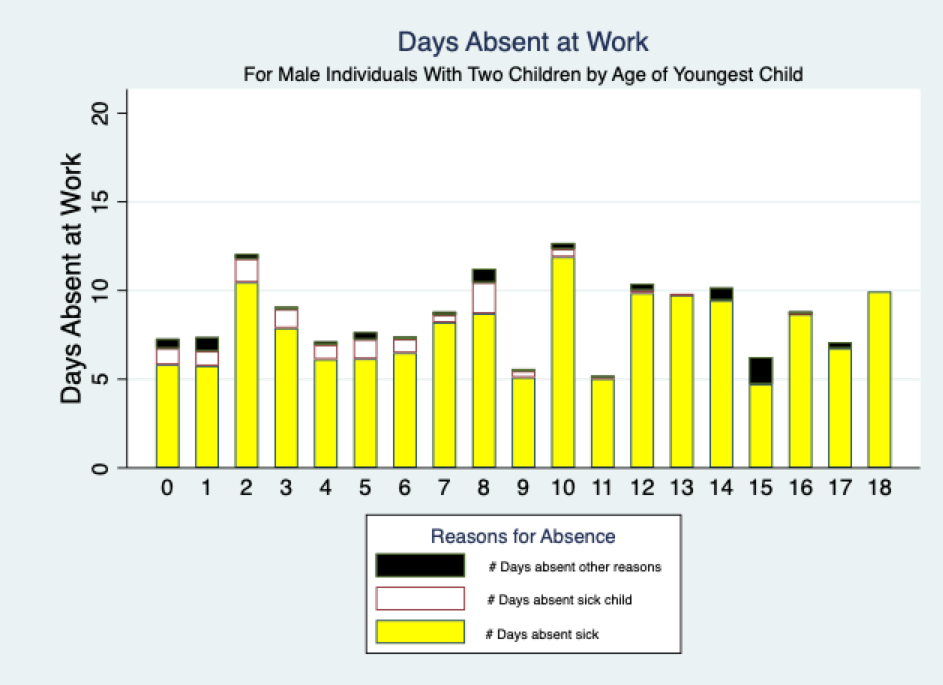 Days Absent at Work
For Male Individuals With Two Children by Age of Youngest Child
Days Absent at Work
20
15
10
5
0
0 1 2 3 4 5 6 7 8 9 10 11 12 13 14 15 16 17 18
Reasons for Absence
# Days absent other reasons
# Days absent sick child
# Days absent sick